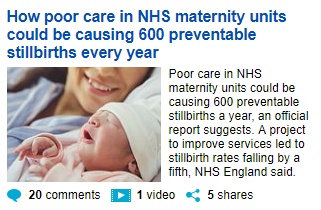 How poor care in NHS maternity units
could be causing 600 preventable
stillbirths every year
Poor care in NHS
maternity units could be
causing 600 preventable
stillbirths a year, an official
report suggests. A project
to improve services led to
stillbirth rates falling by a
fifth, NHS England said.
20 comments 1 video 5 shares